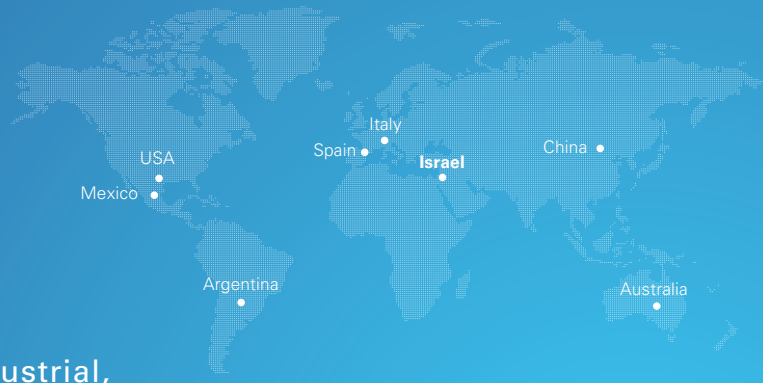 Italy
Spain
China
USA
Israel
Mexico
Argentina
Australia
ustrial,